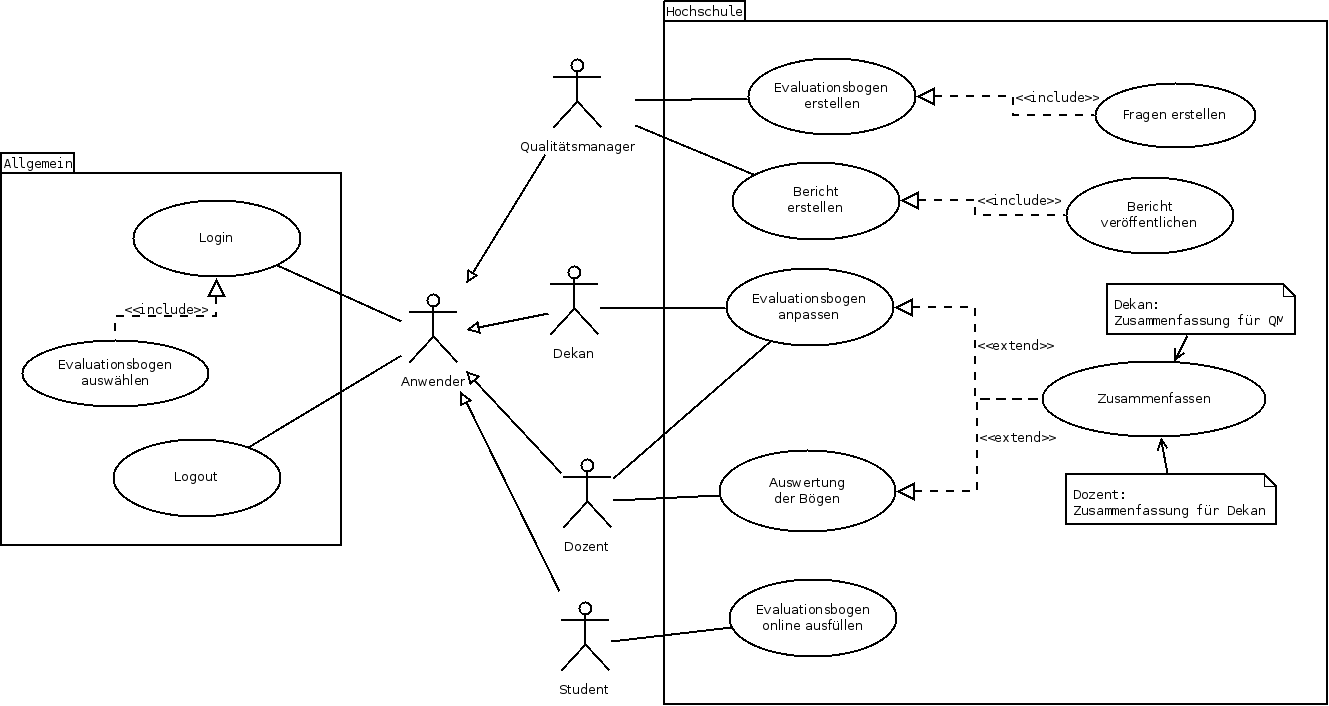 Hochschule
Evaluationsbogen
erstellen
<<include>>
Fragen erstellen
Qualitätsmanager
Allgemein
Bericht
erstellen
<<include>>
Bericht
veröffentlichen
Login
<<include>>
Evaluationsbogen
auswählen
Logout
Anwender
Dekan
Evaluationsbogen
anpassen
<<extend>>
Dekan:
Zusammenfassung für QM
Zusammenfassen
<<extend>>
Dozent:
Zusammenfassung für Dekan
Auswertung
der Bögen
Dozent
Evaluationsbogen
online ausfüllen
Student